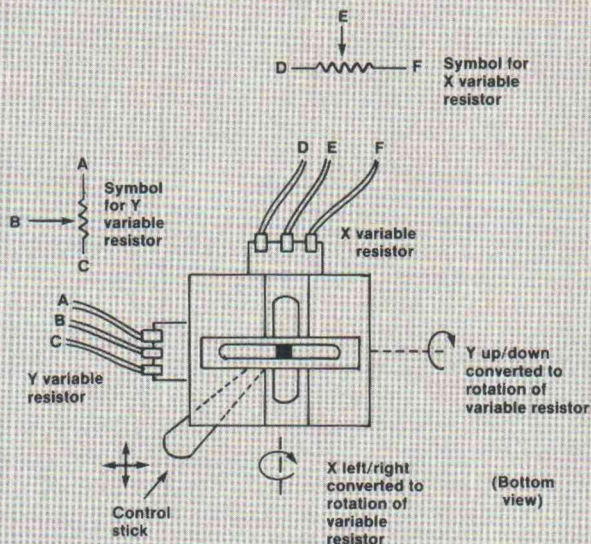 E
D
F
Symbol for
X variable
resistor
D
E
F
A
Symbol
for Y
variable
resistor
B
C
X variable
resistor
A
B
C
Y variable
resistor
Y up/down
converted to
rotation of
variable resistor
X left/right
converted to
rotation of
variable
resistor
(Bottom
view)
Control
stick